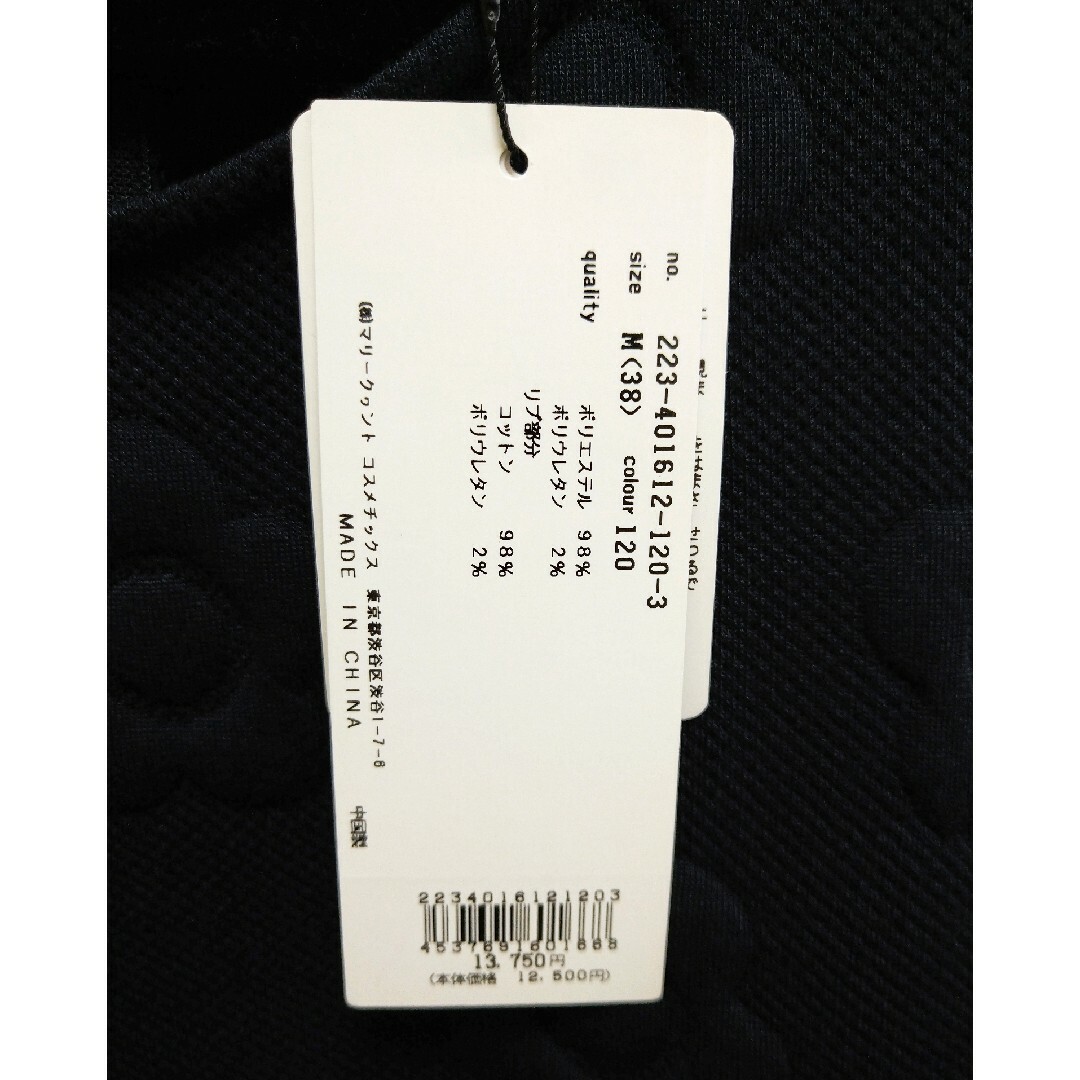 no. 223-401612-120-3
size M(38) colour 120
quality
ポリエステル 98%
ポリウレタン 2%
リブ部分
コットン 98%
ポリウレタン 2%
㈱マリークヮント コスメチックス 東京都渋谷区渋谷1-7-6
MADE IN CHINA 中国製
2234016121203
4537691601668
13,750円
(本体価格 12,500円)